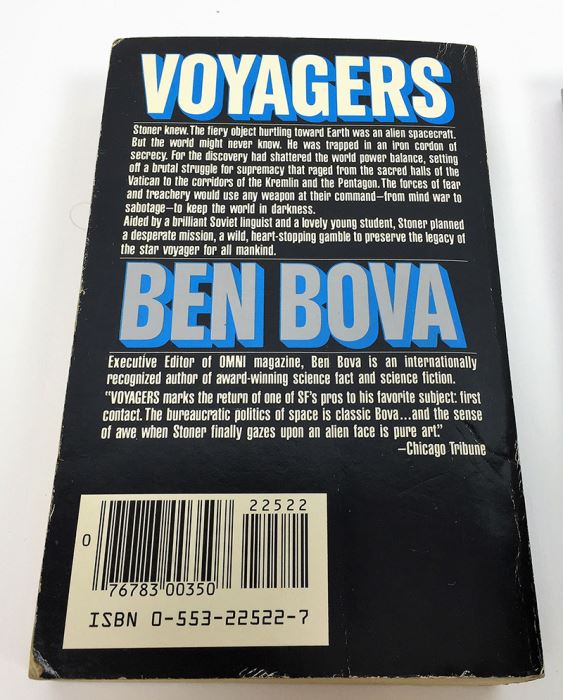 VOYAGERS
Stoner knew. The fiery object hurtling toward Earth was an alien spacecraft.
But the world might never know. He was trapped in an iron cordon of
secrecy. For the discovery had shattered the world power balance, setting
off a brutal struggle for supremacy that raged from the sacred halls of the
Vatican to the corridors of the Kremlin and the Pentagon. The forces of fear
and treachery would use any weapon at their command—from mind war to
sabotage—to keep the world in darkness.
Aided by a brilliant Soviet linguist and a lovely young student, Stoner planned
a desperate mission, a wild, heart-stopping gamble to preserve the legacy of
the star voyager for all mankind.
BEN BOVA
Executive Editor of OMNI magazine, Ben Bova is an internationally
recognized author of award-winning science fact and science fiction.
"VOYAGERS marks the return of one of SF's pros to his favorite subject: first
contact. The bureaucratic politics of space is classic Bova...and the sense
of awe when Stoner finally gazes upon an alien face is pure art."
—Chicago Tribune
22522
0 76783 00350
ISBN 0-553-22522-7